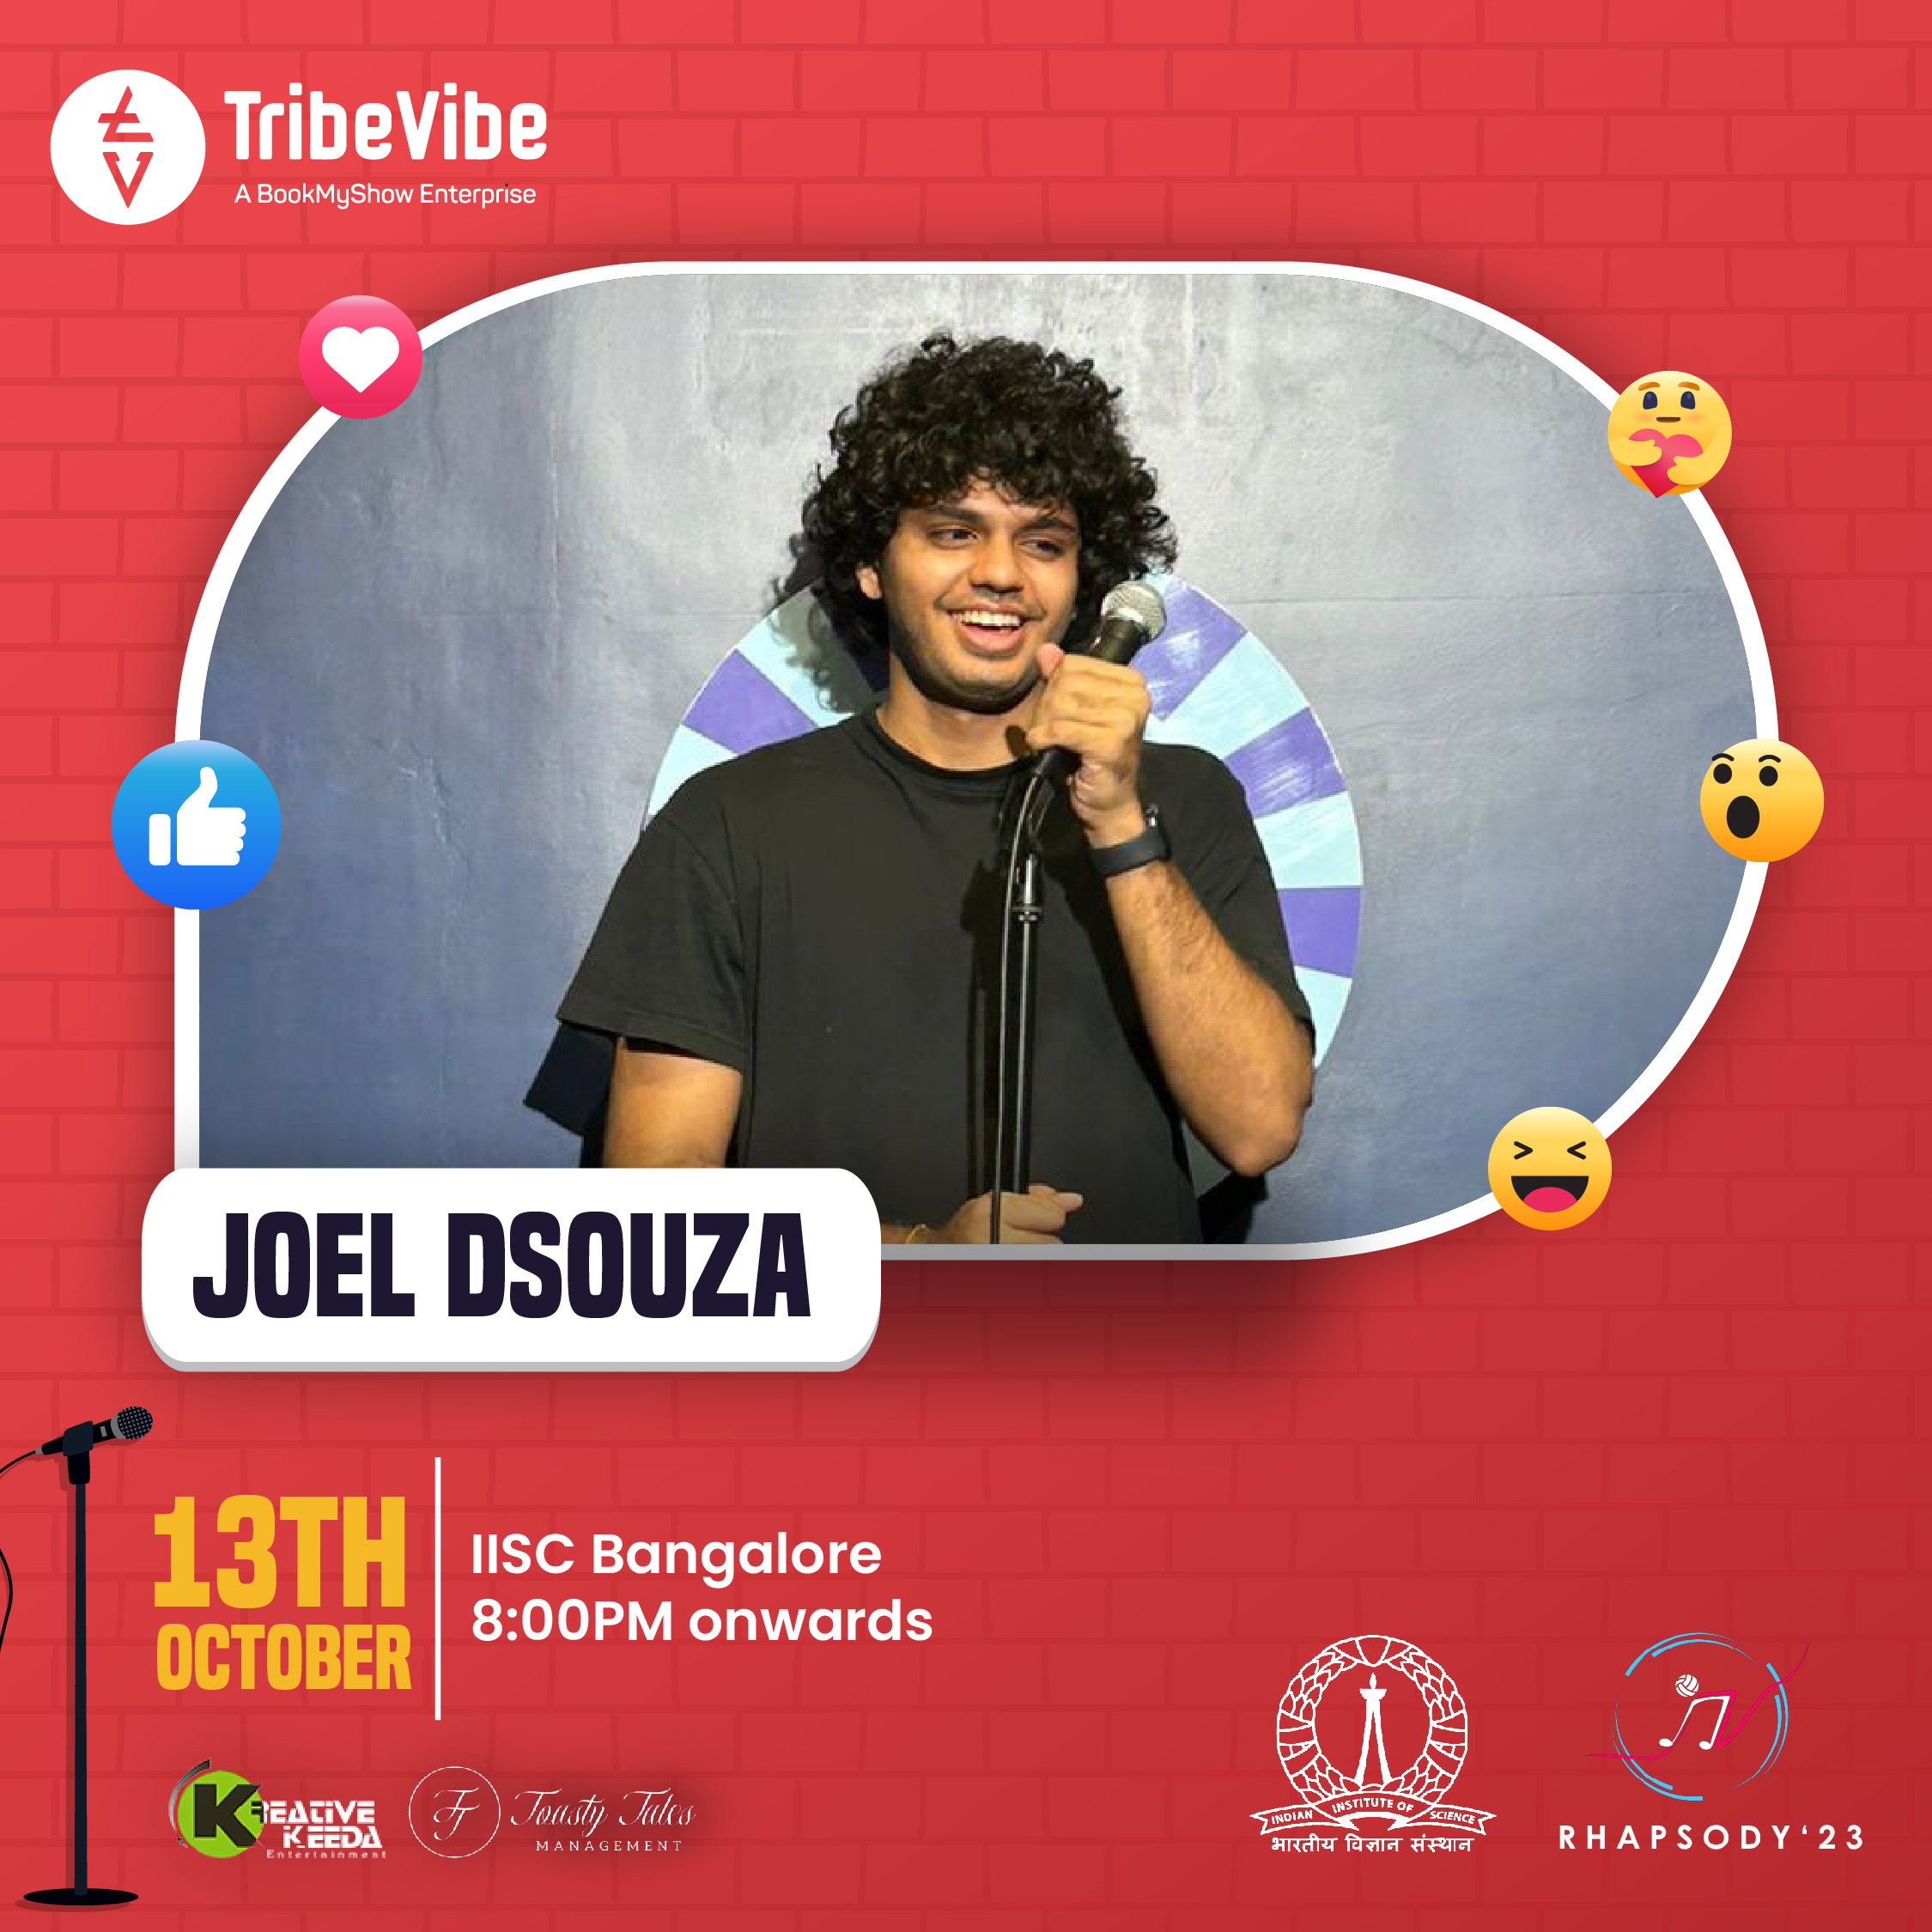 TribeVibe
A BookMyShow Enterprise
JOEL DSOUZA
13TH
OCTOBER
IISC Bangalore
8:00PM onwards
KREATIVE
KEEDA
Entertainment
TT
Toasty Tales
MANAGEMENT
INDIAN INSTITUTE OF SCIENCE
भारतीय विज्ञान संस्थान
RHAPSODY‘23